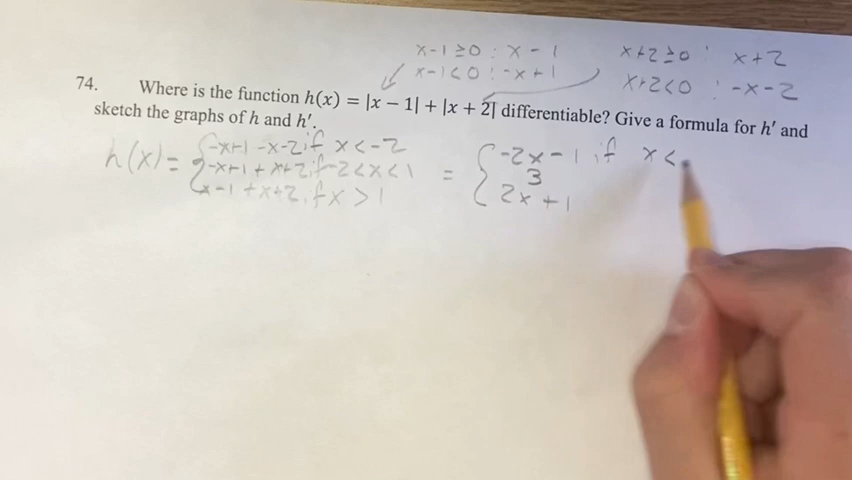 x-1≥0 : x-1 x+2≥0 : x+2
x-1<0 : -x+1 x+2<0 : -x-2
74. Where is the function h(x) = |x − 1| + |x + 2| differentiable? Give a formula for h′ and
sketch the graphs of h and h′.
h(x) = { -x+1 -x-2 if x<-2 = { -2x-1 if x<
-x+1 + x+2 if -2<x<1 3
x-1 + x+2 if x>1 2x+1